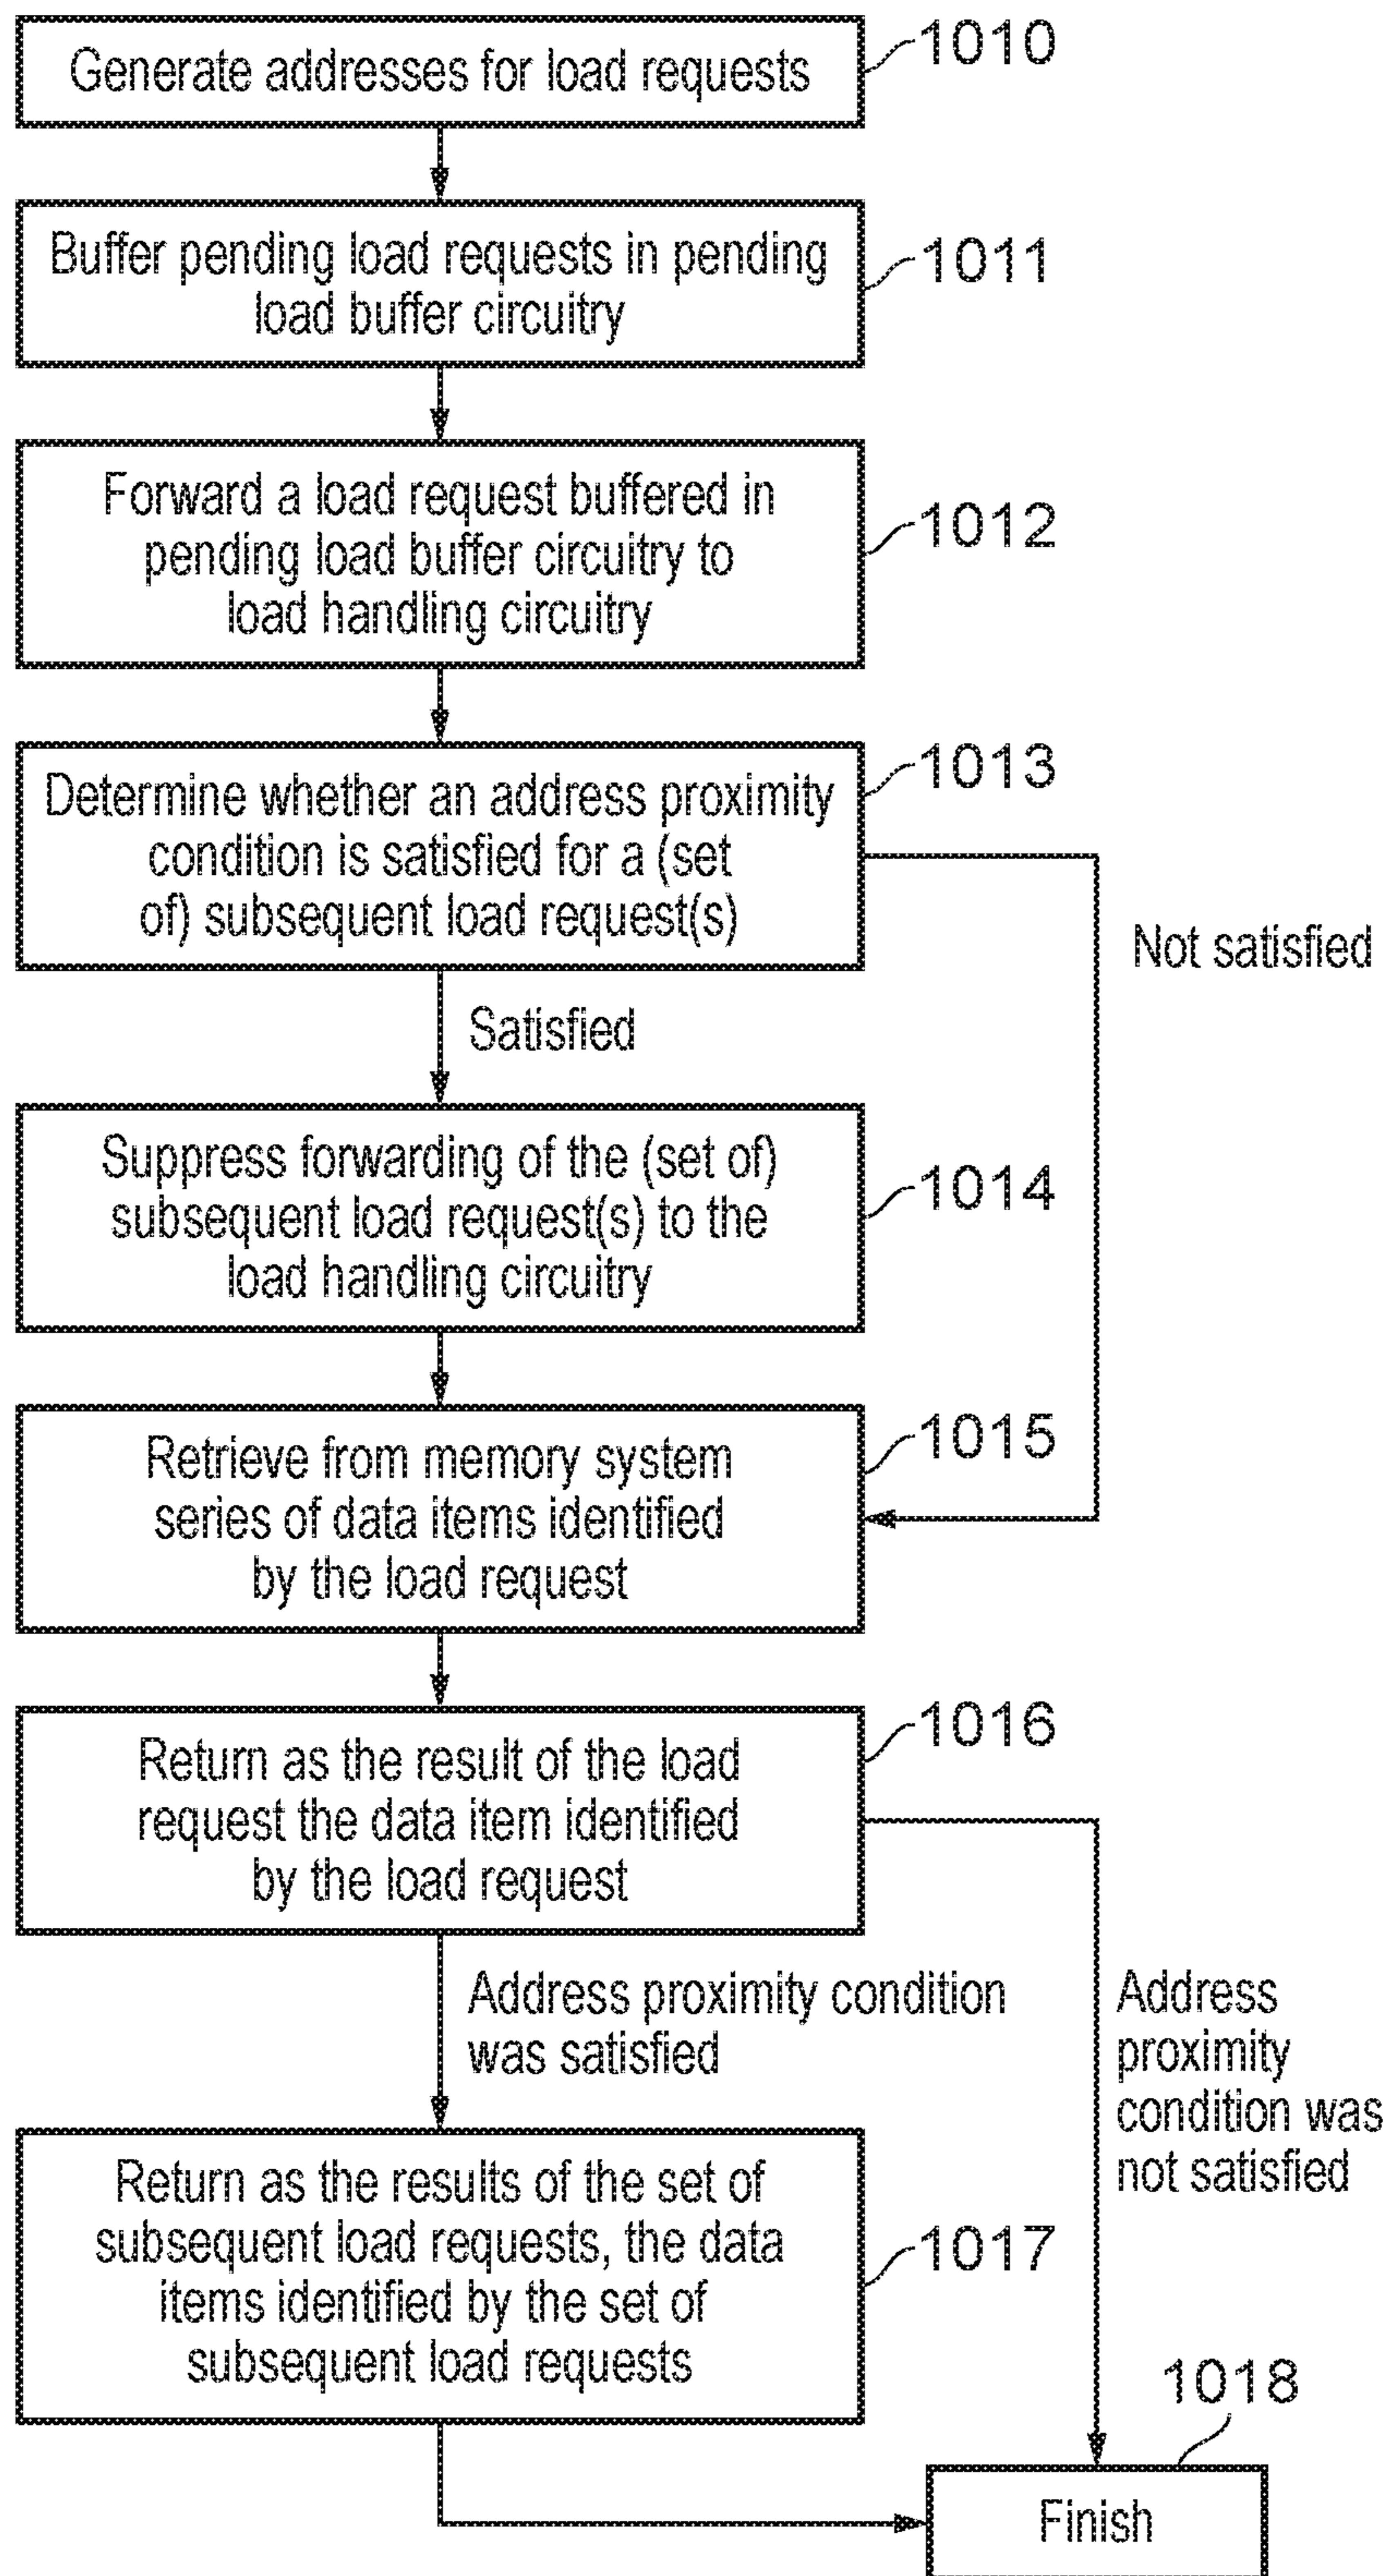 Generate addresses for load requests
1010
Buffer pending load requests in pending
load buffer circuitry
1011
Forward a load request buffered in
pending load buffer circuitry to
load handling circuitry
1012
Determine whether an address proximity
condition is satisfied for a (set
of) subsequent load request(s)
1013
Not satisfied
Satisfied
Suppress forwarding of the (set of)
subsequent load request(s) to the
load handling circuitry
1014
Retrieve from memory system
series of data items identified
by the load request
1015
Return as the result of the load
request the data item identified
by the load request
1016
Address proximity condition
was satisfied
Address
proximity
condition was
not satisfied
Return as the results of the set of
subsequent load requests, the data
items identified by the set of
subsequent load requests
1017
1018
Finish